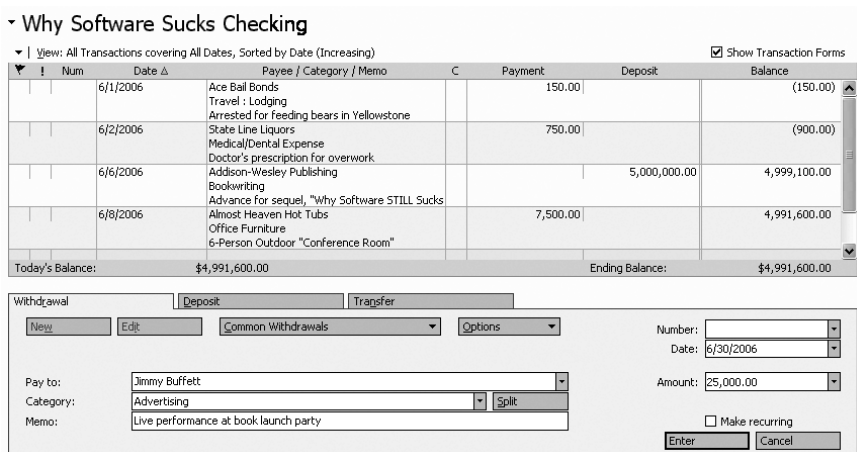 Why Software Sucks Checking
View: All Transactions covering All Dates, Sorted by Date (Increasing)
Show Transaction Forms
! Num Date Payee / Category / Memo C Payment Deposit Balance
6/1/2006 Ace Bail Bonds 150.00 (150.00)
Travel : Lodging
Arrested for feeding bears in Yellowstone
6/2/2006 State Line Liquors 750.00 (900.00)
Medical/Dental Expense
Doctor's prescription for overwork
6/6/2006 Addison-Wesley Publishing 5,000,000.00 4,999,100.00
Bookwriting
Advance for sequel, "Why Software STILL Sucks
6/8/2006 Almost Heaven Hot Tubs 7,500.00 4,991,600.00
Office Furniture
6-Person Outdoor "Conference Room"
Today's Balance: $4,991,600.00 Ending Balance: $4,991,600.00
Withdrawal Deposit Transfer
New Edit Common Withdrawals Options
Number:
Date: 6/30/2006
Pay to: Jimmy Buffett Amount: 25,000.00
Category: Advertising Split
Memo: Live performance at book launch party Make recurring
Enter Cancel